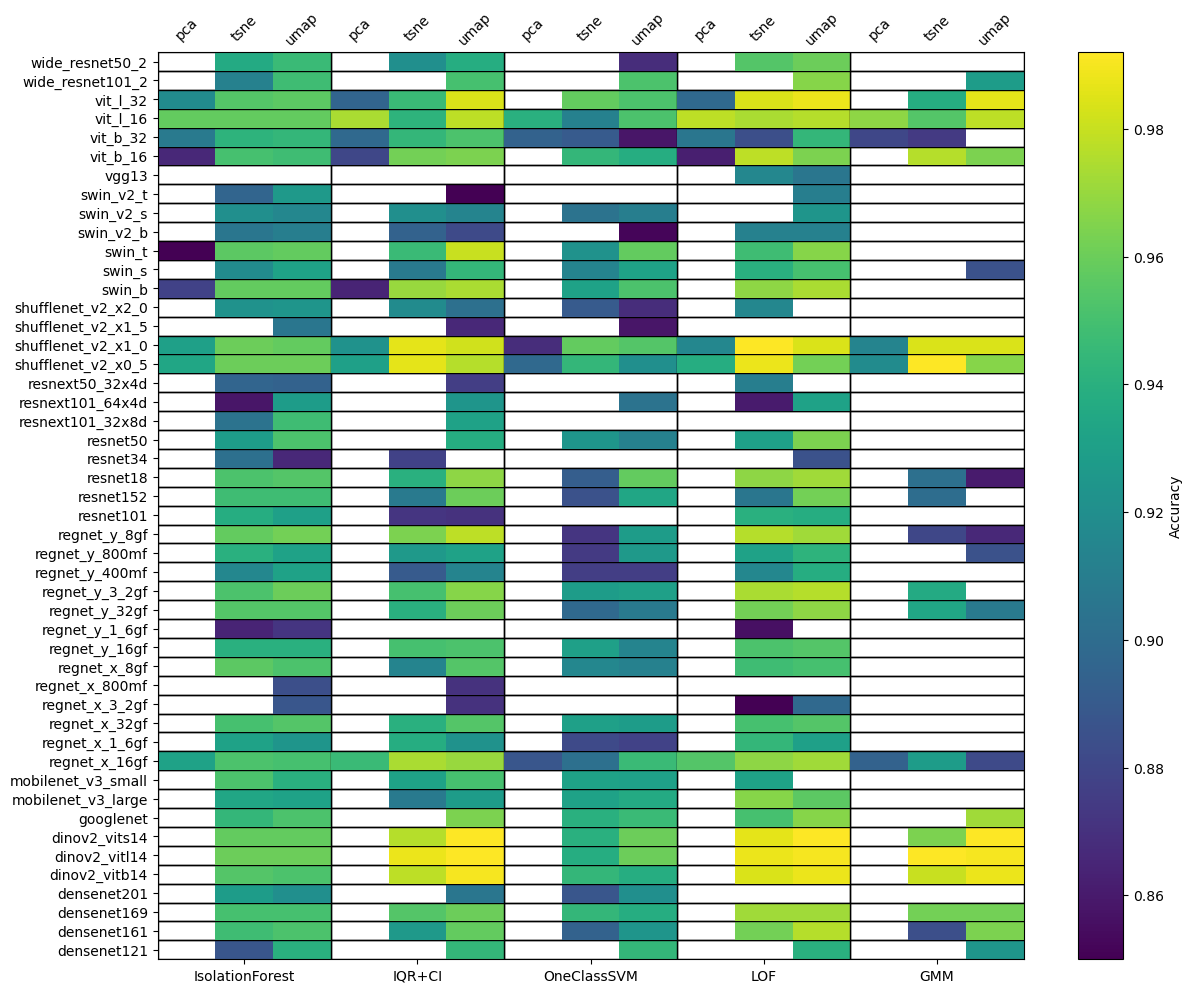 pca tsne umap pca tsne umap pca tsne umap pca tsne umap pca tsne umap
wide_resnet50_2
wide_resnet101_2
vit_l_32
vit_l_16
vit_b_32
vit_b_16
vgg13
swin_v2_t
swin_v2_s
swin_v2_b
swin_t
swin_s
swin_b
shufflenet_v2_x2_0
shufflenet_v2_x1_5
shufflenet_v2_x1_0
shufflenet_v2_x0_5
resnext50_32x4d
resnext101_64x4d
resnext101_32x8d
resnet50
resnet34
resnet18
resnet152
resnet101
regnet_y_8gf
regnet_y_800mf
regnet_y_400mf
regnet_y_3_2gf
regnet_y_32gf
regnet_y_1_6gf
regnet_y_16gf
regnet_x_8gf
regnet_x_800mf
regnet_x_3_2gf
regnet_x_32gf
regnet_x_1_6gf
regnet_x_16gf
mobilenet_v3_small
mobilenet_v3_large
googlenet
dinov2_vits14
dinov2_vitl14
dinov2_vitb14
densenet201
densenet169
densenet161
densenet121
IsolationForest IQR+CI OneClassSVM LOF GMM
0.98
0.96
0.94
0.92
0.90
0.88
0.86
Accuracy